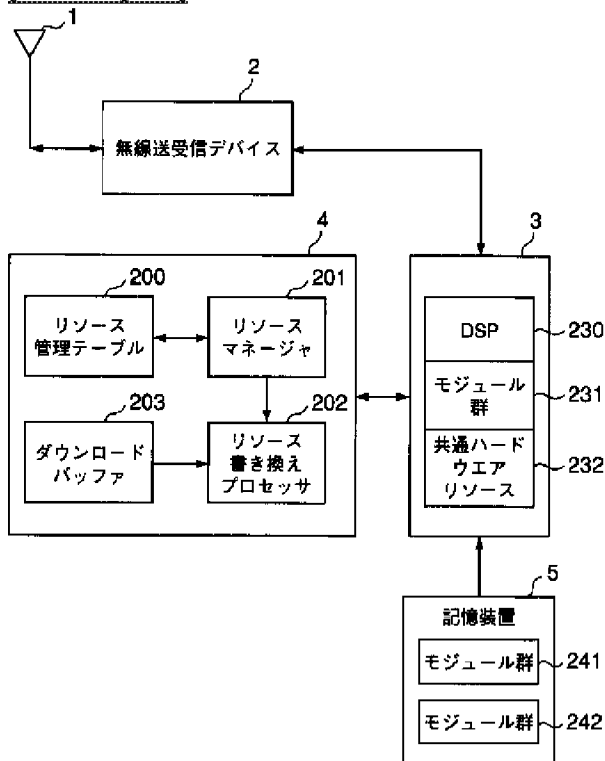 1
2
無線送受信デバイス
4
3
200
201
リソース
管理テーブル
リソース
マネージャ
DSP
230
モジュール
群
231
203
202
ダウンロード
バッファ
リソース
書き換え
プロセッサ
共通ハード
ウエア
リソース
232
5
記憶装置
モジュール群
241
モジュール群
242